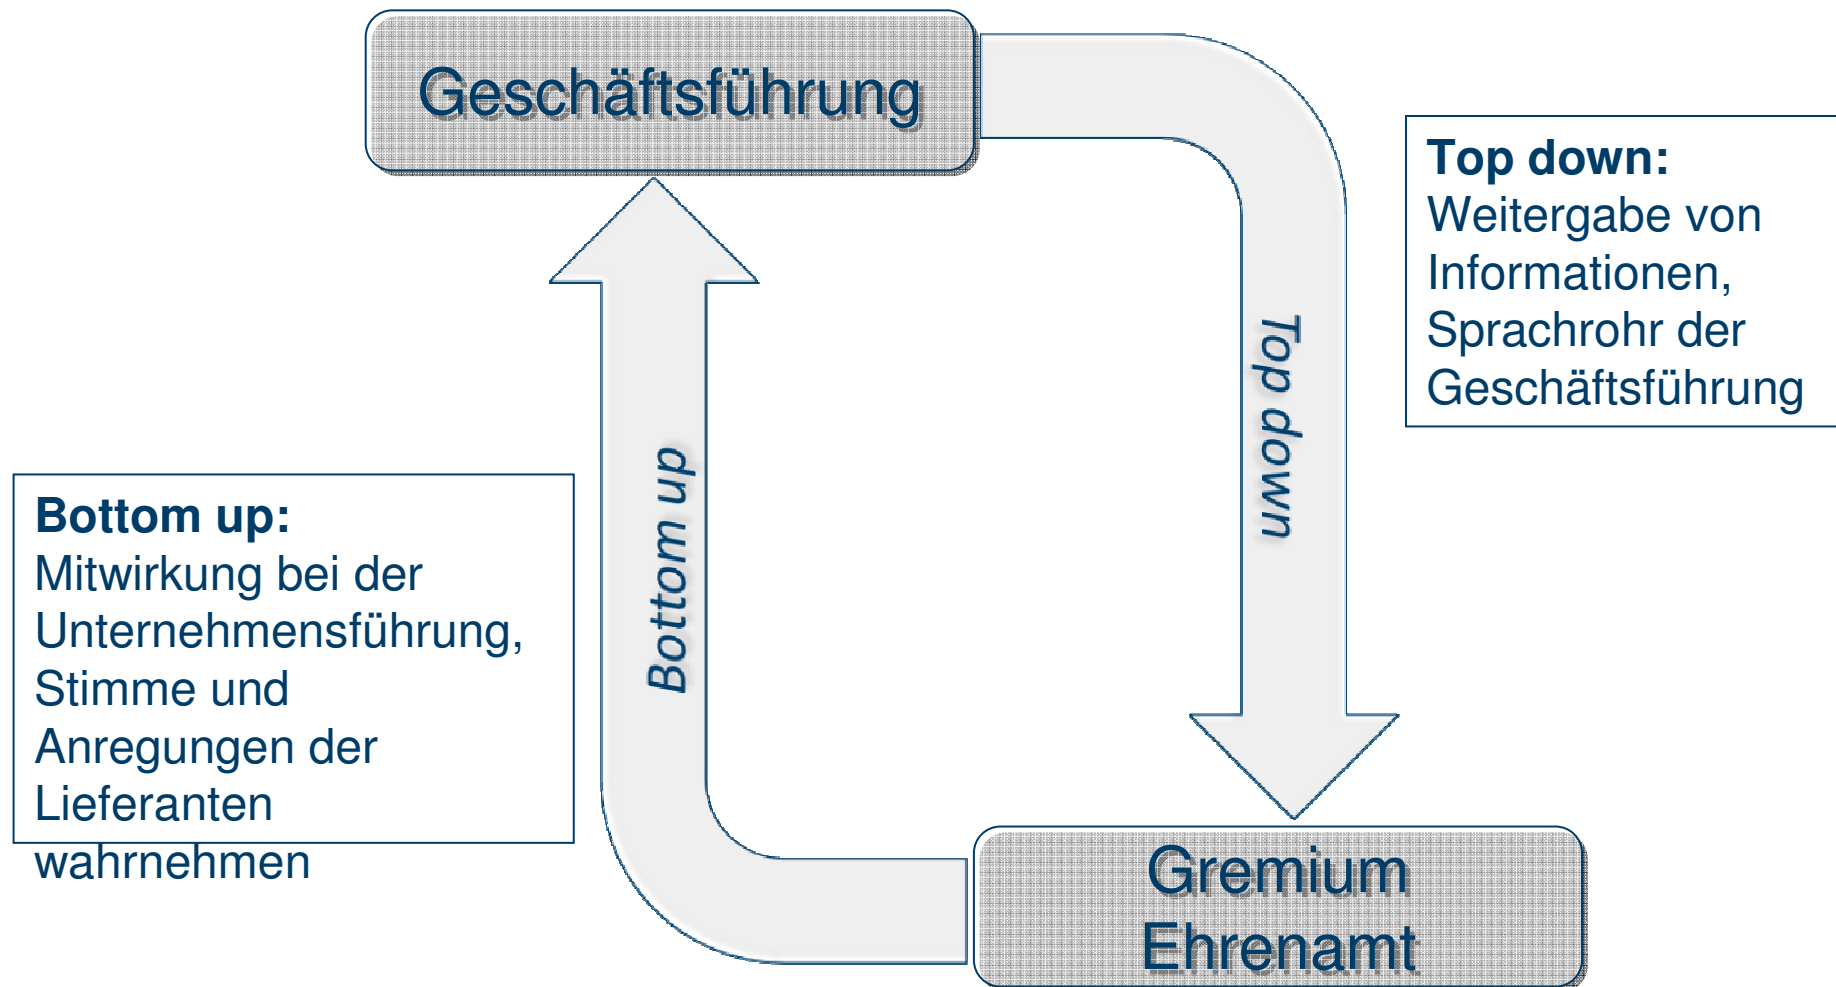 Geschäftsführung
Top down:
Weitergabe von
Informationen,
Sprachrohr der
Geschäftsführung
Top down
Bottom up
Bottom up:
Mitwirkung bei der
Unternehmensführung,
Stimme und
Anregungen der
Lieferanten
wahrnehmen
Gremium
Ehrenamt